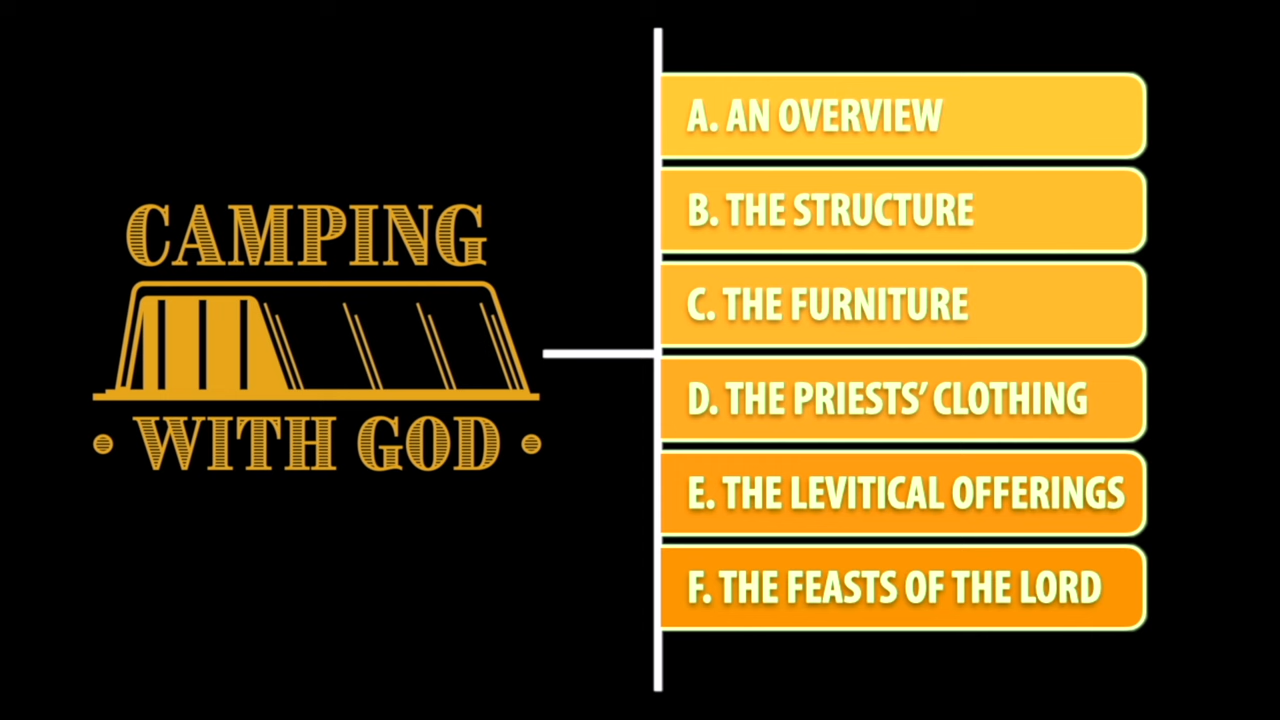 CAMPING
• WITH GOD •
A. AN OVERVIEW
B. THE STRUCTURE
C. THE FURNITURE
D. THE PRIESTS’ CLOTHING
E. THE LEVITICAL OFFERINGS
F. THE FEASTS OF THE LORD